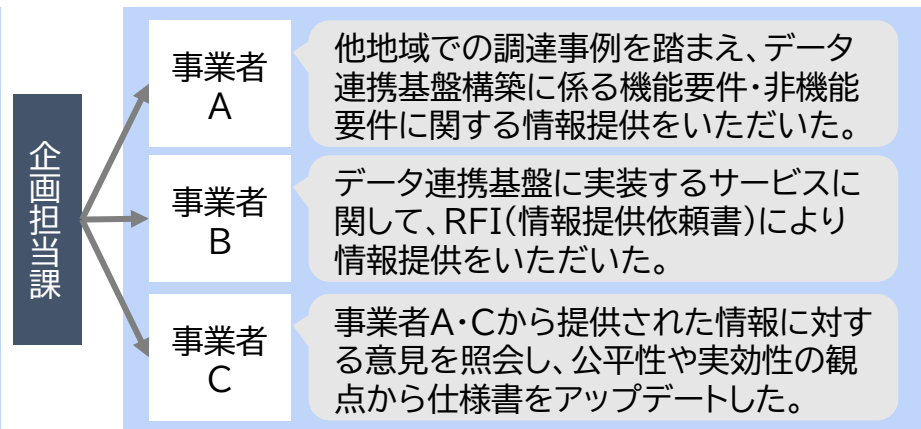 企画担当課
事業者
A
他地域での調達事例を踏まえ、データ
連携基盤構築に係る機能要件・非機能
要件に関する情報提供をいただいた。
事業者
B
データ連携基盤に実装するサービスに
関して、RFI(情報提供依頼書)により
情報提供をいただいた。
事業者
C
事業者A・Cから提供された情報に対す
る意見を照会し、公平性や実効性の観
点から仕様書をアップデートした。